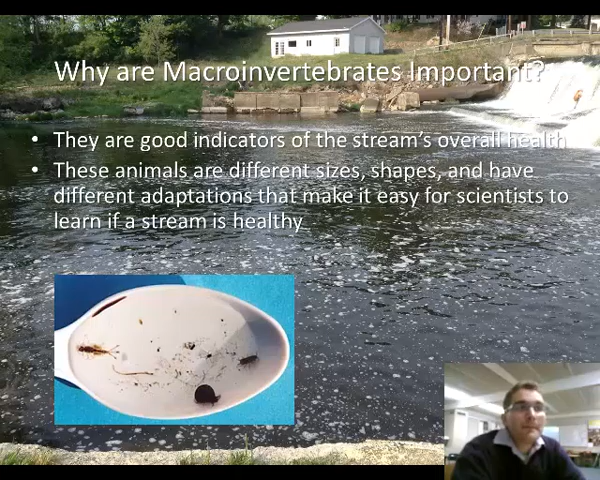 Why are Macroinvertebrates Important?
• They are good indicators of the stream's overall health
• These animals are different sizes, shapes, and have
different adaptations that make it easy for scientists to
learn if a stream is healthy